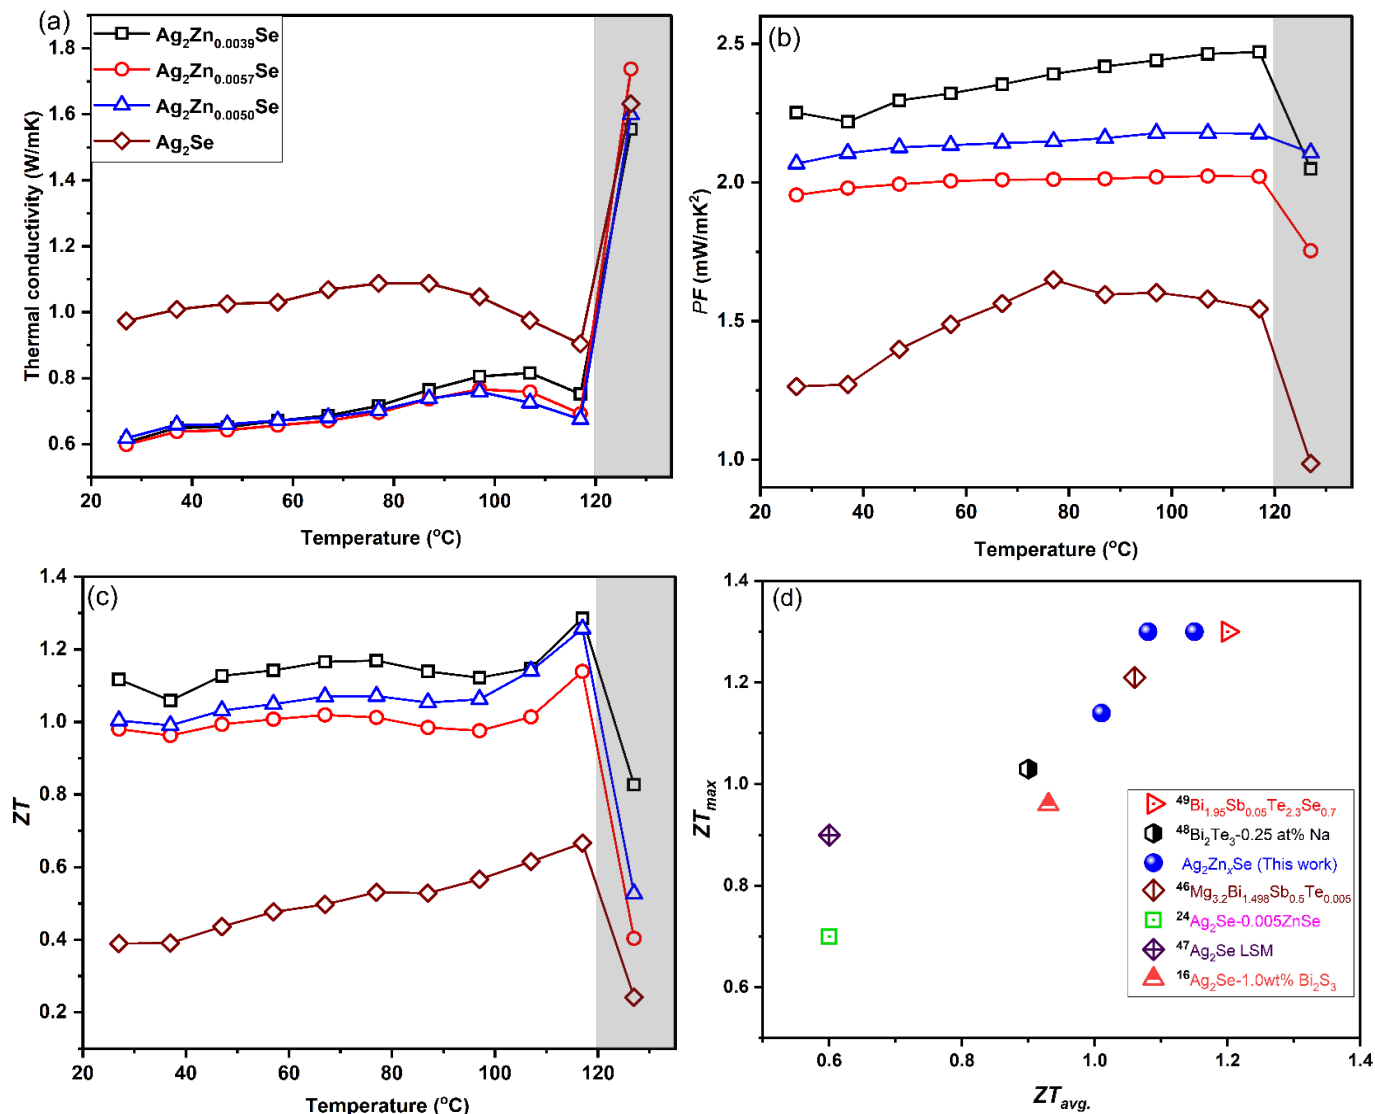 (a)
Ag₂Zn₀.₀₀₃₉Se
Ag₂Zn₀.₀₀₅₇Se
Ag₂Zn₀.₀₀₅₀Se
Ag₂Se
1.8
1.6
1.4
1.2
1.0
0.8
0.6
Thermal conductivity (W/mK)
20 40 60 80 100 120
Temperature (°C)
(b)
2.5
2.0
1.5
1.0
PF (mW/mK²)
20 40 60 80 100 120
Temperature (°C)
(c)
1.4
1.2
1.0
0.8
0.6
0.4
0.2
ZT
20 40 60 80 100 120
Temperature (°C)
(d)
1.4
1.2
1.0
0.8
0.6
ZTmax
⁴⁹Bi₁.₉₅Sb₀.₀₅Te₂.₃Se₀.₇
⁴⁸Bi₂Te₃-0.25 at% Na
Ag₂ZnₓSe (This work)
⁴⁶Mg₃.₂Bi₁.₄₉₈Sb₀.₅Te₀.₀₀₅
²⁴Ag₂Se-0.005ZnSe
⁴⁷Ag₂Se LSM
¹⁶Ag₂Se-1.0wt% Bi₂S₃
0.6 0.8 1.0 1.2 1.4
ZTavg.